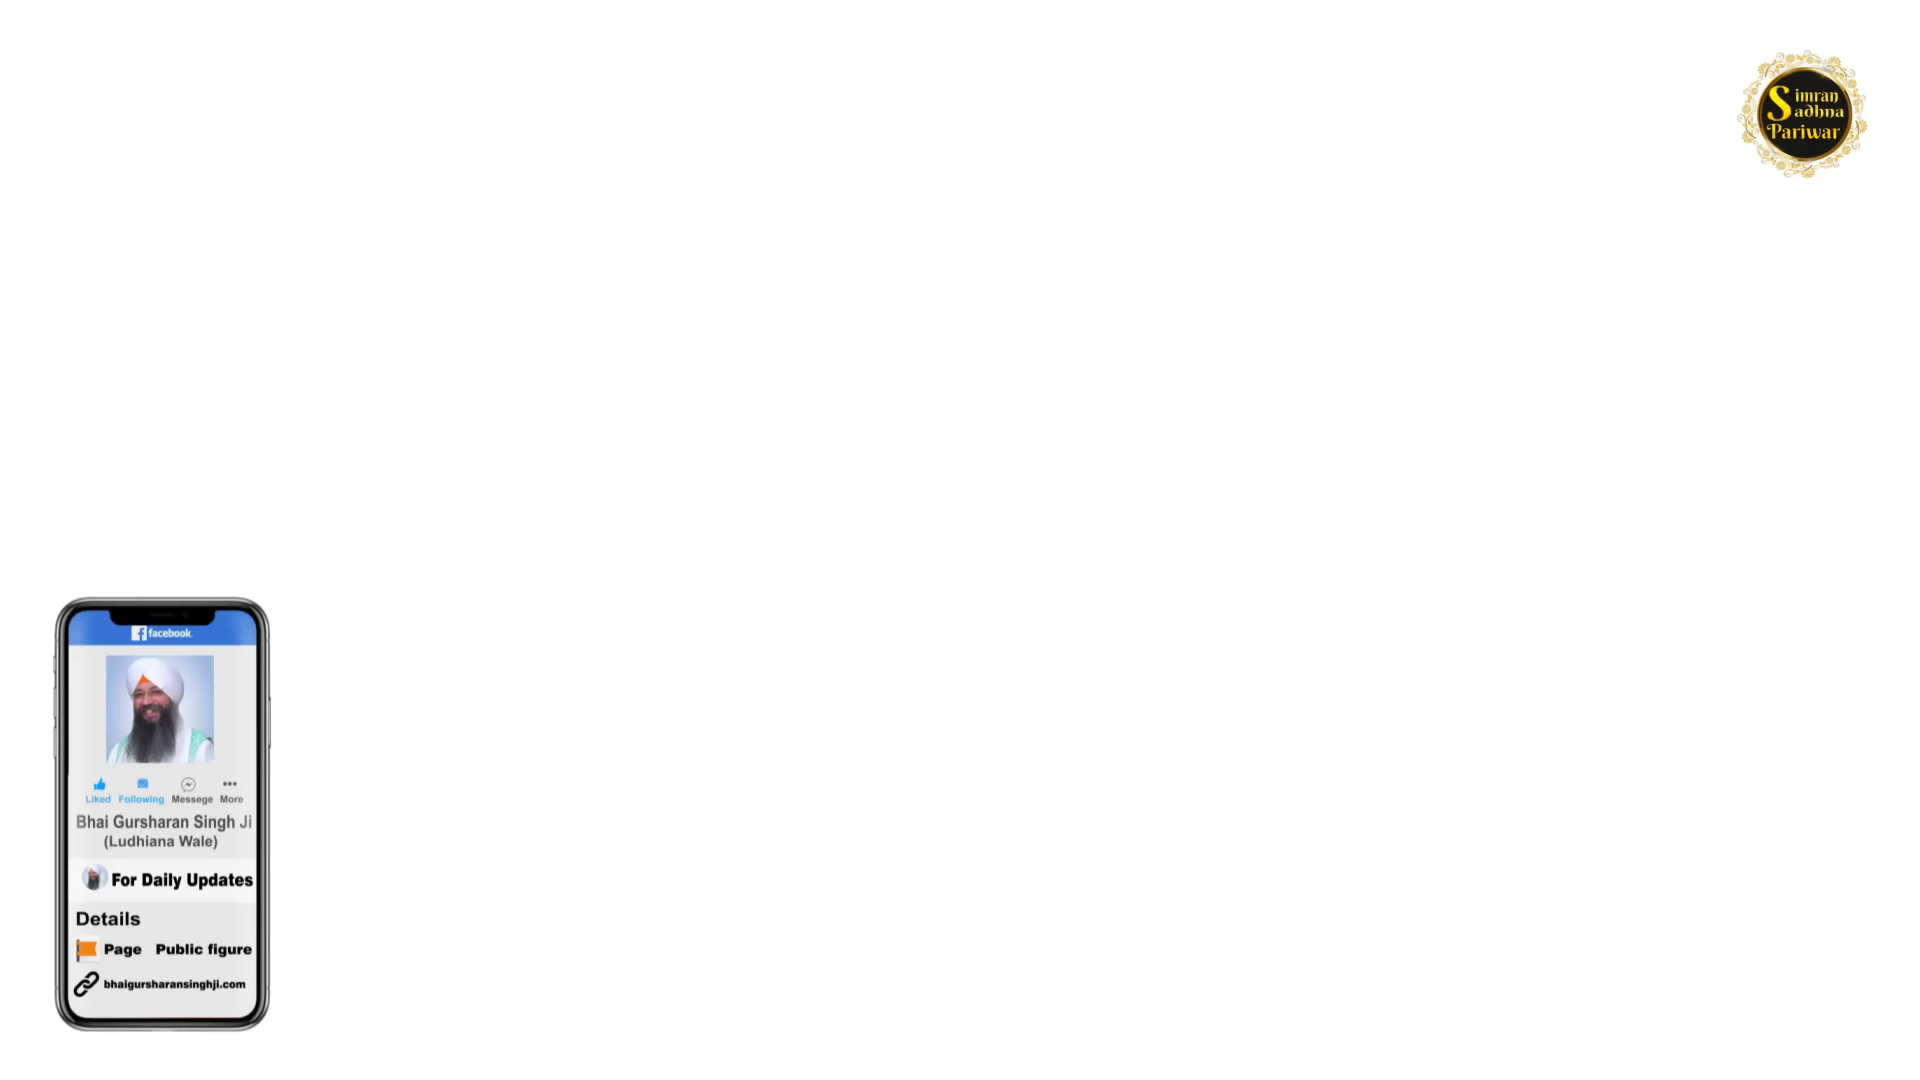 Simran
Sadhna
Pariwar
facebook.
Liked Following Messege More
Bhai Gursharan Singh Ji
(Ludhiana Wale)
For Daily Updates
Details
Page Public figure
bhaigursharansinghji.com